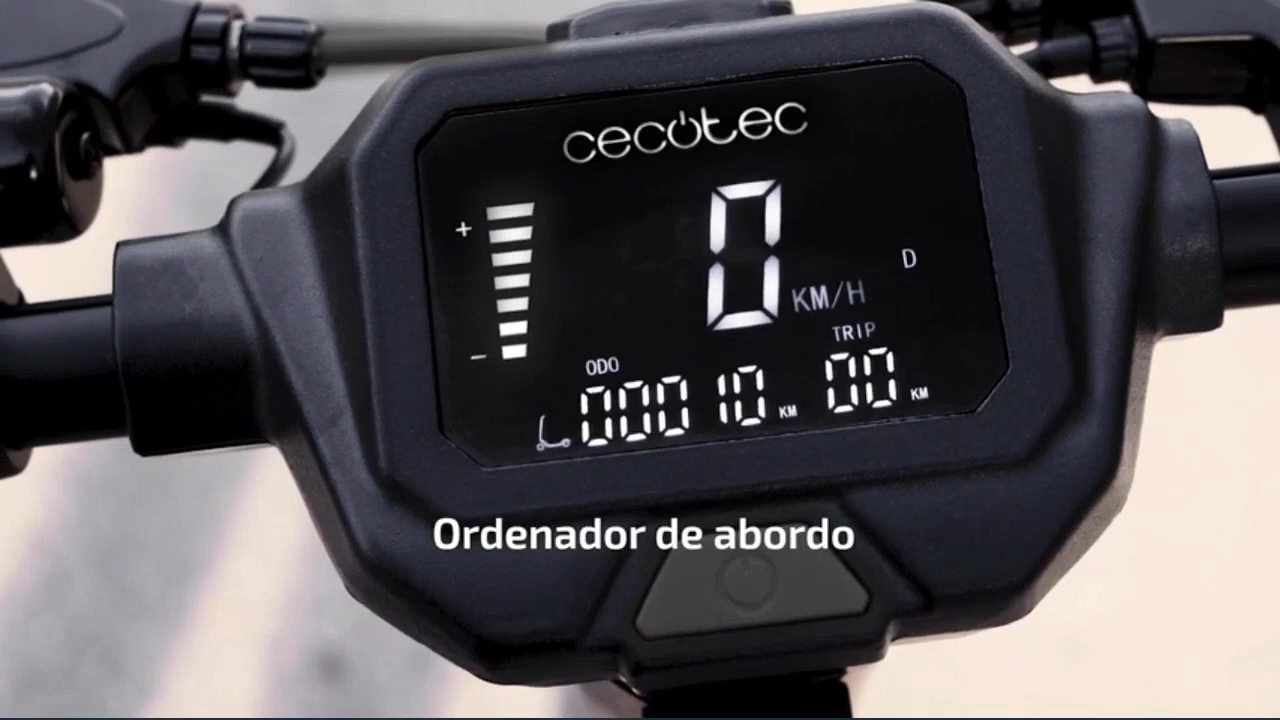 cecotec
+
0
KM/H
D
−
ODO
TRIP
00010 KM
00 KM
Ordenador de abordo